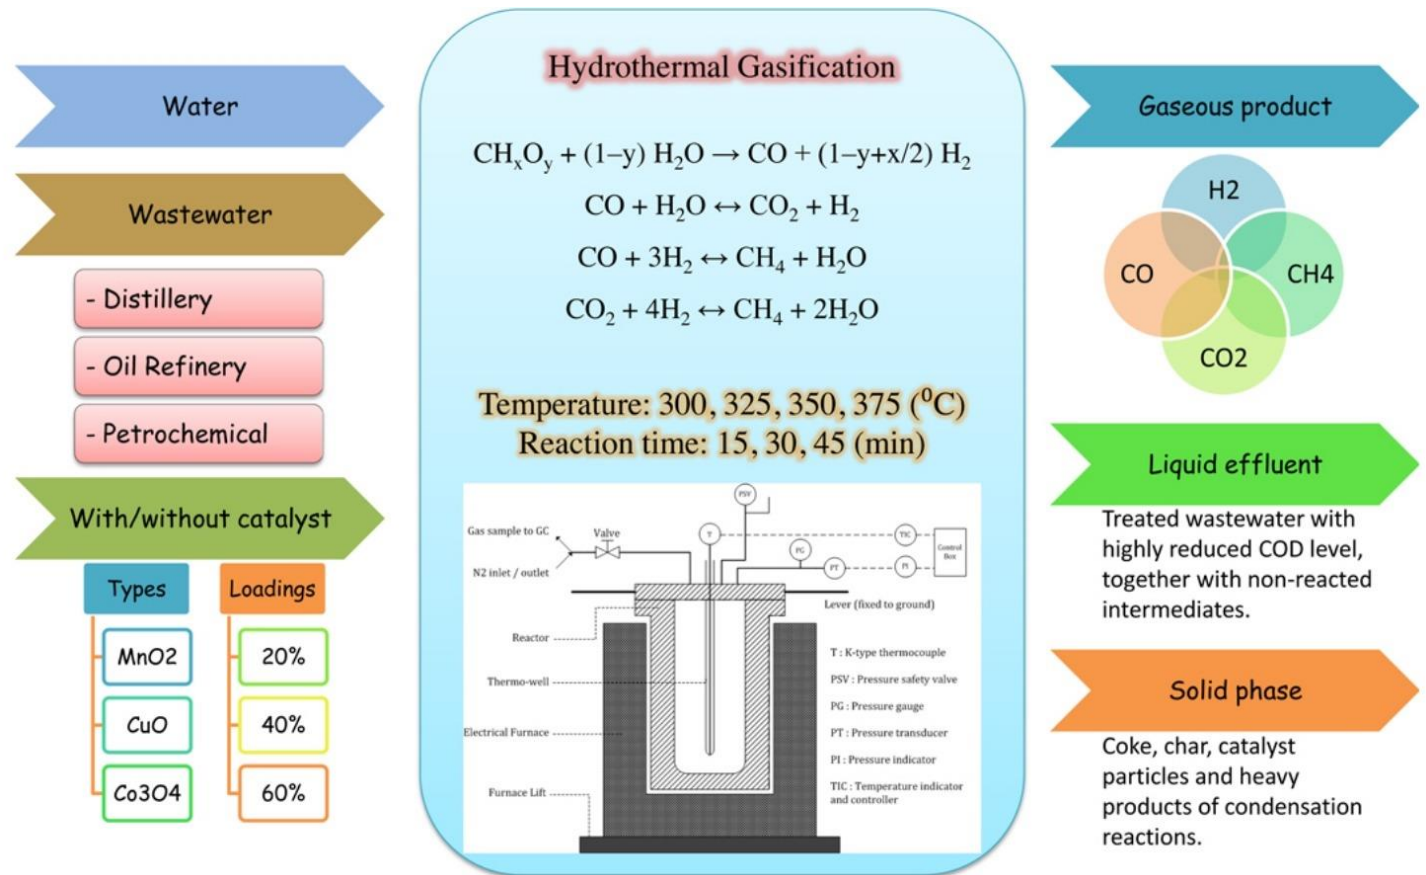 Water
Wastewater
- Distillery
- Oil Refinery
- Petrochemical
With/without catalyst
Types
Loadings
MnO2
20%
CuO
40%
Co3O4
60%
Hydrothermal Gasification
CHₓOᵧ + (1–y) H₂O → CO + (1–y+x/2) H₂
CO + H₂O ↔ CO₂ + H₂
CO + 3H₂ ↔ CH₄ + H₂O
CO₂ + 4H₂ ↔ CH₄ + 2H₂O
Temperature: 300, 325, 350, 375 (⁰C)
Reaction time: 15, 30, 45 (min)
PSV
Gas sample to GC
Valve
T
TIC
Control
Box
PG
N2 inlet / outlet
PT
PI
Lever (fixed to ground)
Reactor
Thermo-well
Electrical Furnace
Furnace Lift
T : K-type thermocouple
PSV : Pressure safety valve
PG : Pressure gauge
PT : Pressure transducer
PI : Pressure indicator
TIC : Temperature indicator
and controller
Gaseous product
H2
CO
CH4
CO2
Liquid effluent
Treated wastewater with
highly reduced COD level,
together with non-reacted
intermediates.
Solid phase
Coke, char, catalyst
particles and heavy
products of condensation
reactions.